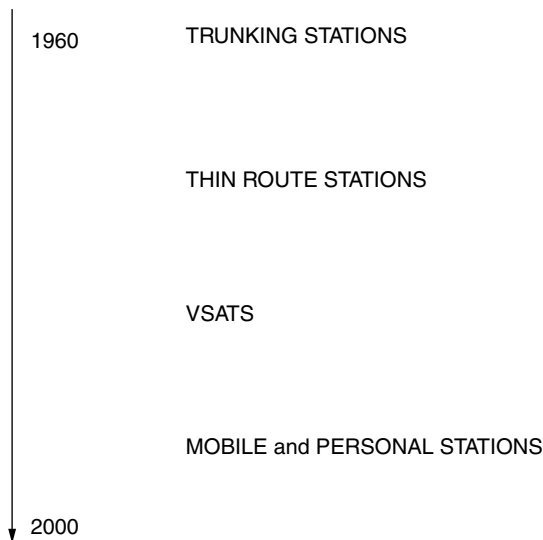 1960
TRUNKING STATIONS
THIN ROUTE STATIONS
VSATS
MOBILE and PERSONAL STATIONS
2000